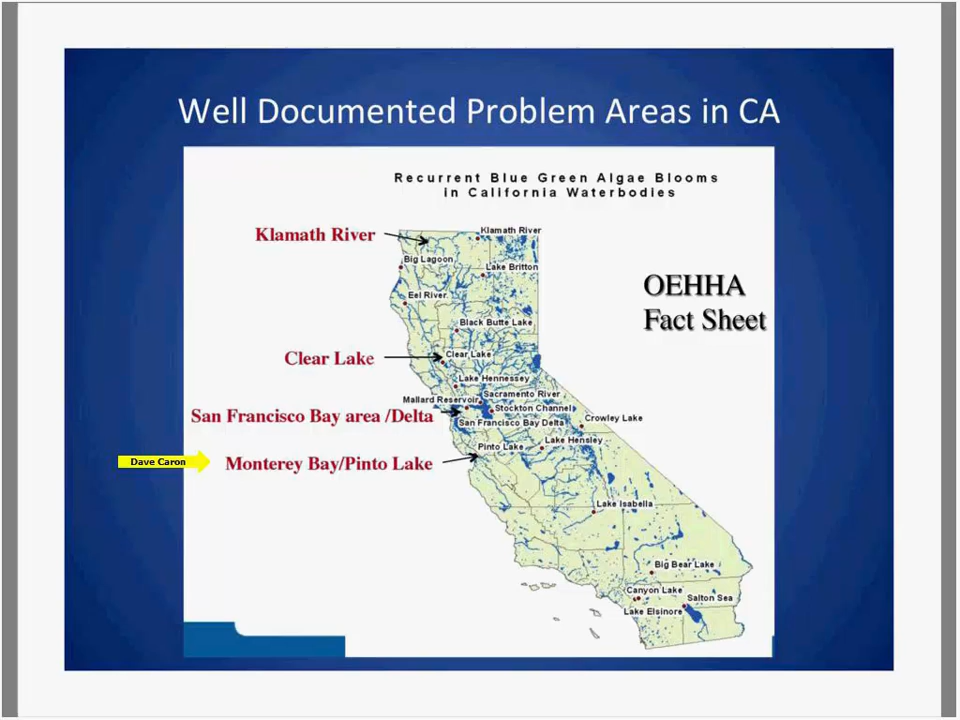 Well Documented Problem Areas in CA
Recurrent Blue Green Algae Blooms
in California Waterbodies
Klamath River
Klamath River
Big Lagoon
Lake Britton
OEHHA
Fact Sheet
Eel River
Black Butte Lake
Clear Lake
Clear Lake
Lake Hennessey
Sacramento River
Mallard Reservoir
Stockton Channel
San Francisco Bay area /Delta
San Francisco Bay Delta
Crowley Lake
Lake Hensley
Pinto Lake
Dave Caron
Monterey Bay/Pinto Lake
Lake Isabella
Big Bear Lake
Canyon Lake
Salton Sea
Lake Elsinore